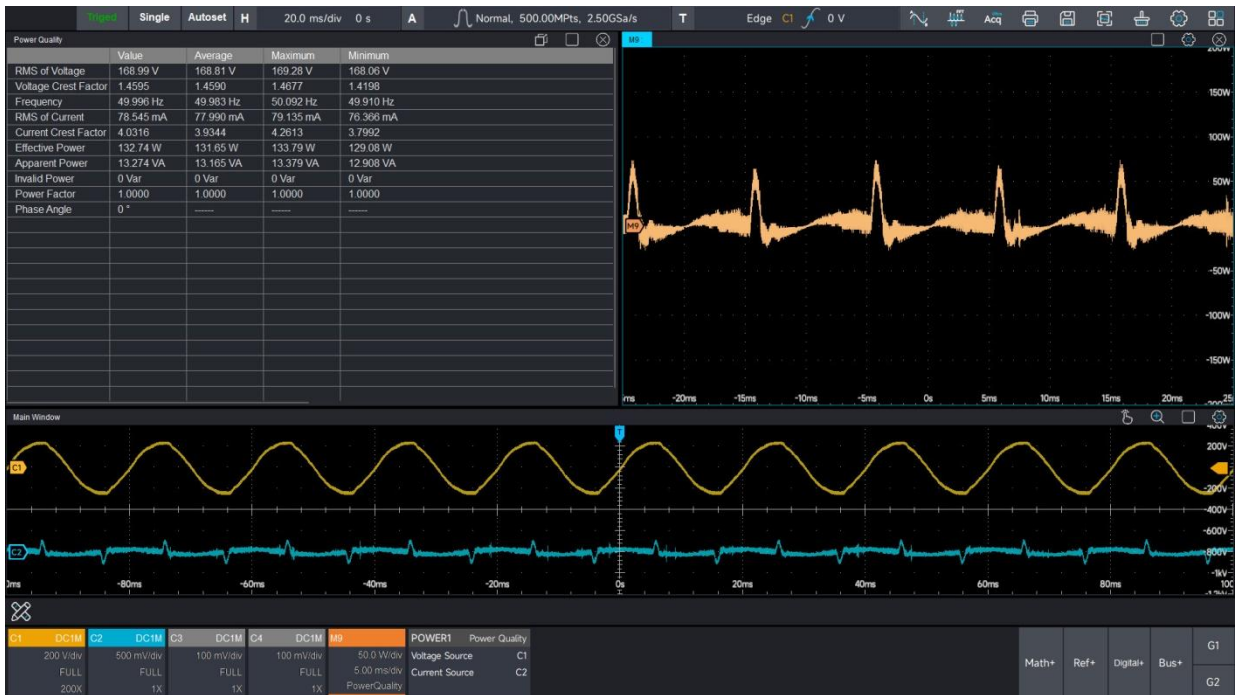 Triged Single Autoset H 20.0 ms/div 0 s A Normal, 500.00MPts, 2.50GSa/s T Edge C1 0 V Acq
Power Quality
Value Average Maximum Minimum
RMS of Voltage 168.99 V 168.81 V 169.28 V 168.06 V
Voltage Crest Factor 1.4595 1.4590 1.4677 1.4198
Frequency 49.996 Hz 49.983 Hz 50.092 Hz 49.910 Hz
RMS of Current 78.545 mA 77.990 mA 79.135 mA 76.366 mA
Current Crest Factor 4.0316 3.9344 4.2613 3.7992
Effective Power 132.74 W 131.65 W 133.79 W 129.08 W
Apparent Power 13.274 VA 13.165 VA 13.379 VA 12.908 VA
Invalid Power 0 Var 0 Var 0 Var 0 Var
Power Factor 1.0000 1.0000 1.0000 1.0000
Phase Angle 0 ° ------ ------ ------
M9
200W
150W
100W
50W
M9
-50W
-100W
-150W
ms -20ms -15ms -10ms -5ms 0s 5ms 10ms 15ms 20ms 25
Main Window
T
400V
200V
C1
-200V
-400V
-600V
C2
-800V
-1kV
0ms -80ms -60ms -40ms -20ms 0s 20ms 40ms 60ms 80ms 100
C1 DC1M C2 DC1M C3 DC1M C4 DC1M M9 POWER1 Power Quality
200 V/div 500 mV/div 100 mV/div 100 mV/div 50.0 W/div Voltage Source C1
FULL FULL FULL FULL 5.00 ms/div Current Source C2
200X 1X 1X 1X PowerQuality
Math+ Ref+ Digital+ Bus+
G1
G2